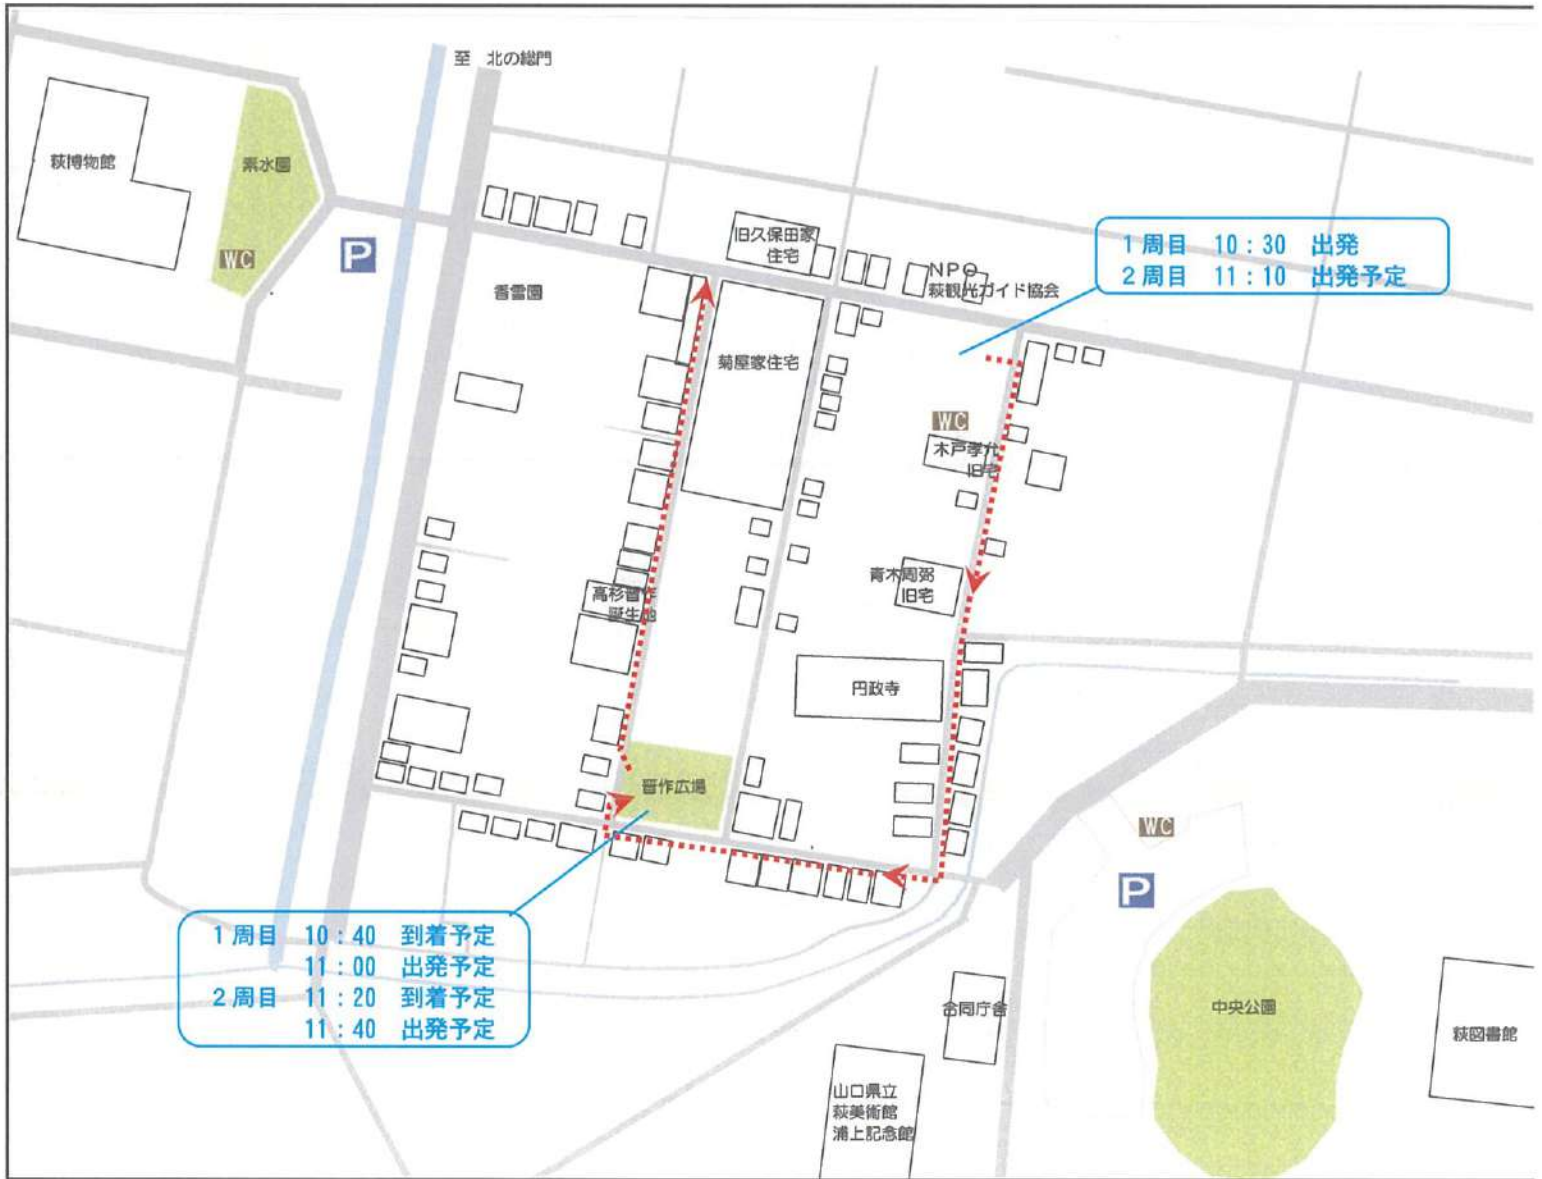 至 北の総門
萩博物館
素水園
WC
P
旧久保田家
住宅
NPO
萩観光ガイド協会
1周目 10:30 出発
2周目 11:10 出発予定
香雪園
菊屋家住宅
WC
木戸孝允
旧宅
青木周弼
旧宅
高杉晋作
誕生地
円政寺
晋作広場
WC
P
1周目 10:40 到着予定
11:00 出発予定
2周目 11:20 到着予定
11:40 出発予定
合同庁舎
中央公園
萩図書館
山口県立
萩美術館
浦上記念館